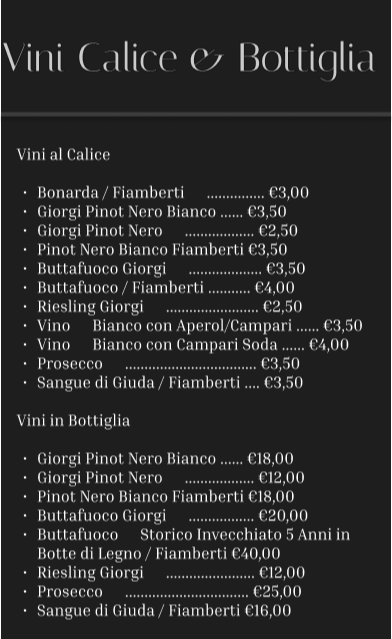 Vini Calice & Bottiglia
Vini al Calice
· Bonarda / Fiamberti ............... €3,00
· Giorgi Pinot Nero Bianco ...... €3,50
· Giorgi Pinot Nero .................. €2,50
· Pinot Nero Bianco Fiamberti €3,50
· Buttafuoco Giorgi ................... €3,50
· Buttafuoco / Fiamberti ........... €4,00
· Riesling Giorgi ........................ €2,50
· Vino Bianco con Aperol/Campari ...... €3,50
· Vino Bianco con Campari Soda ...... €4,00
· Prosecco .................................. €3,50
· Sangue di Giuda / Fiamberti .... €3,50
Vini in Bottiglia
· Giorgi Pinot Nero Bianco ...... €18,00
· Giorgi Pinot Nero .................. €12,00
· Pinot Nero Bianco Fiamberti €18,00
· Buttafuoco Giorgi ................. €20,00
· Buttafuoco Storico Invecchiato 5 Anni in
Botte di Legno / Fiamberti €40,00
· Riesling Giorgi ....................... €12,00
· Prosecco ................................ €25,00
· Sangue di Giuda / Fiamberti €16,00